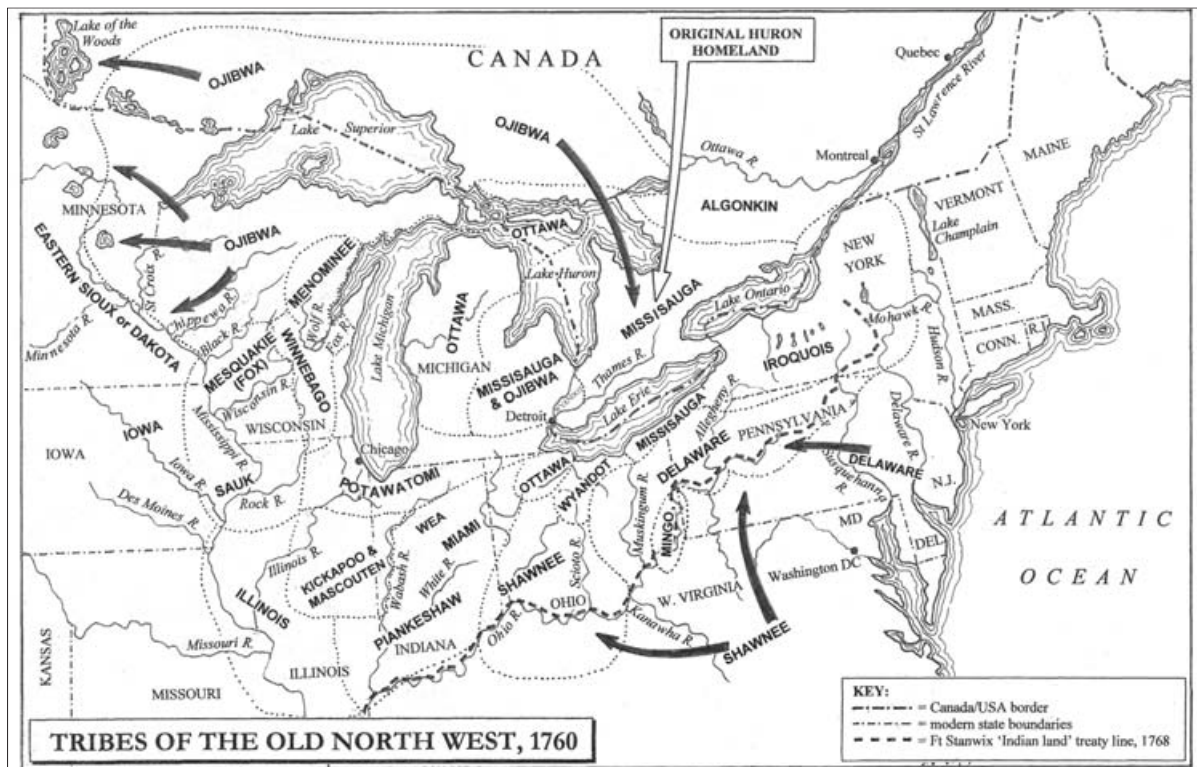 Lake of the
Woods
OJIBWA
CANADA
ORIGINAL HURON
HOMELAND
Quebec
St Lawrence River
Lake Superior
OJIBWA
Ottawa R.
Montreal
MAINE
MINNESOTA
ALGONKIN
VERMONT
Lake
Champlain
EASTERN SIOUX or DAKOTA
OJIBWA
St Croix R.
Chippewa R.
MENOMINEE
OTTAWA
Lake Huron
NEW
YORK
Lake Ontario
MISSISAUGA
Minnesota R.
Black R.
Wolf R.
Fox R.
Lake Michigan
OTTAWA
Mohawk R.
Hudson R.
MASS.
R.I.
CONN.
MESQUAKIE
(FOX)
WINNEBAGO
MICHIGAN
MISSISAUGA
& OJIBWA
Thames R.
IROQUOIS
Wisconsin R.
WISCONSIN
Mississippi R.
Detroit
Lake Erie
Allegheny R.
MISSISAUGA
PENNSYLVANIA
Delaware R.
New York
IOWA
IOWA
Iowa R.
Chicago
SAUK
Rock R.
POTAWATOMI
OTTAWA
WYANDOT
DELAWARE
DELAWARE
Susquehanna
R.
N.J.
Des Moines R.
Muskingum R.
MINGO
MD
DEL.
ATLANTIC
OCEAN
Illinois R.
KICKAPOO &
MASCOUTEN
WEA
MIAMI
Wabash R.
White R.
SHAWNEE
Scioto R.
OHIO
Washington DC
W. VIRGINIA
ILLINOIS
PIANKESHAW
INDIANA
Ohio R.
Kanawha R.
SHAWNEE
KANSAS
Missouri R.
MISSOURI
ILLINOIS
TRIBES OF THE OLD NORTH WEST, 1760
KEY:
= Canada/USA border
= modern state boundaries
= Ft Stanwix 'Indian land' treaty line, 1768